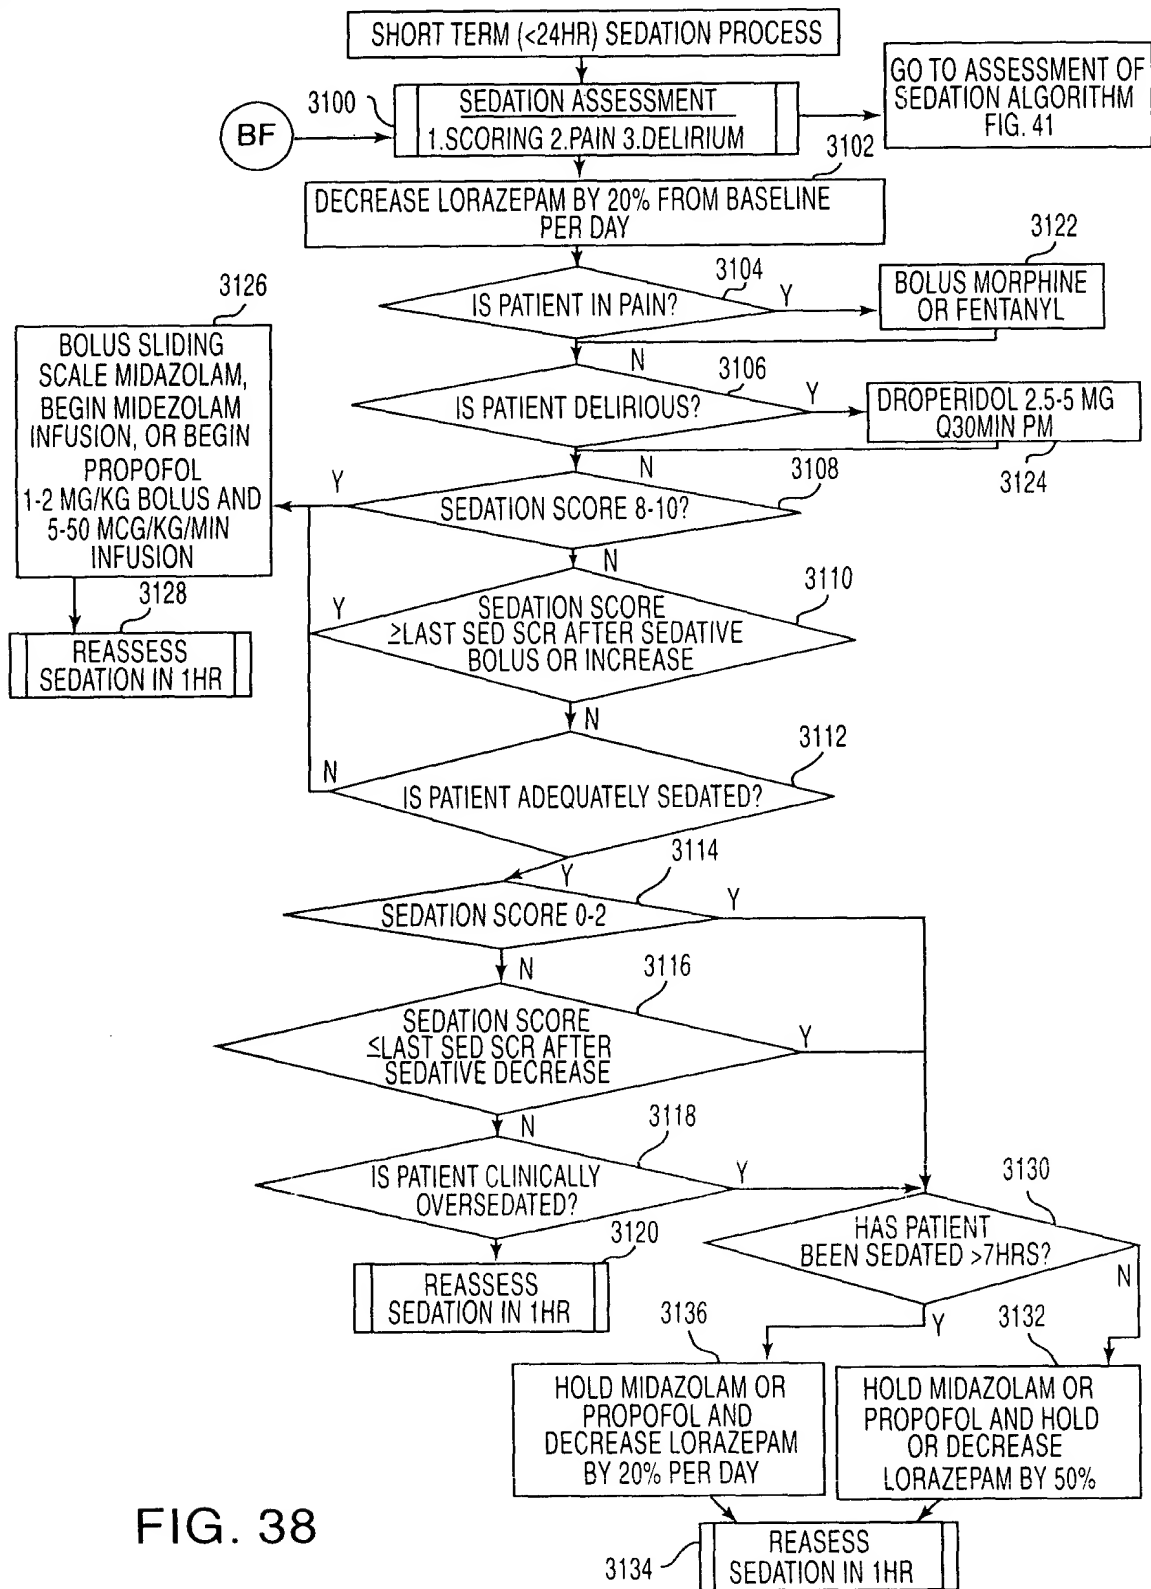 SHORT TERM (<24HR) SEDATION PROCESS
3100
BF
SEDATION ASSESSMENT
1.SCORING 2.PAIN 3.DELIRIUM
GO TO ASSESSMENT OF
SEDATION ALGORITHM
FIG. 41
3102
DECREASE LORAZEPAM BY 20% FROM BASELINE
PER DAY
3104
IS PATIENT IN PAIN?
Y
3122
BOLUS MORPHINE
OR FENTANYL
N
3106
IS PATIENT DELIRIOUS?
Y
DROPERIDOL 2.5-5 MG
Q30MIN PM
3124
N
3108
SEDATION SCORE 8-10?
Y
3126
BOLUS SLIDING
SCALE MIDAZOLAM,
BEGIN MIDEZOLAM
INFUSION, OR BEGIN
PROPOFOL
1-2 MG/KG BOLUS AND
5-50 MCG/KG/MIN
INFUSION
3128
REASSESS
SEDATION IN 1HR
N
3110
SEDATION SCORE
≥LAST SED SCR AFTER SEDATIVE
BOLUS OR INCREASE
Y
N
3112
IS PATIENT ADEQUATELY SEDATED?
N
Y
3114
SEDATION SCORE 0-2
Y
N
3116
SEDATION SCORE
≤LAST SED SCR AFTER
SEDATIVE DECREASE
Y
N
3118
IS PATIENT CLINICALLY
OVERSEDATED?
Y
3120
REASSESS
SEDATION IN 1HR
3130
HAS PATIENT
BEEN SEDATED >7HRS?
N
Y
3136
HOLD MIDAZOLAM OR
PROPOFOL AND
DECREASE LORAZEPAM
BY 20% PER DAY
3132
HOLD MIDAZOLAM OR
PROPOFOL AND HOLD
OR DECREASE
LORAZEPAM BY 50%
3134
REASESS
SEDATION IN 1HR
FIG. 38